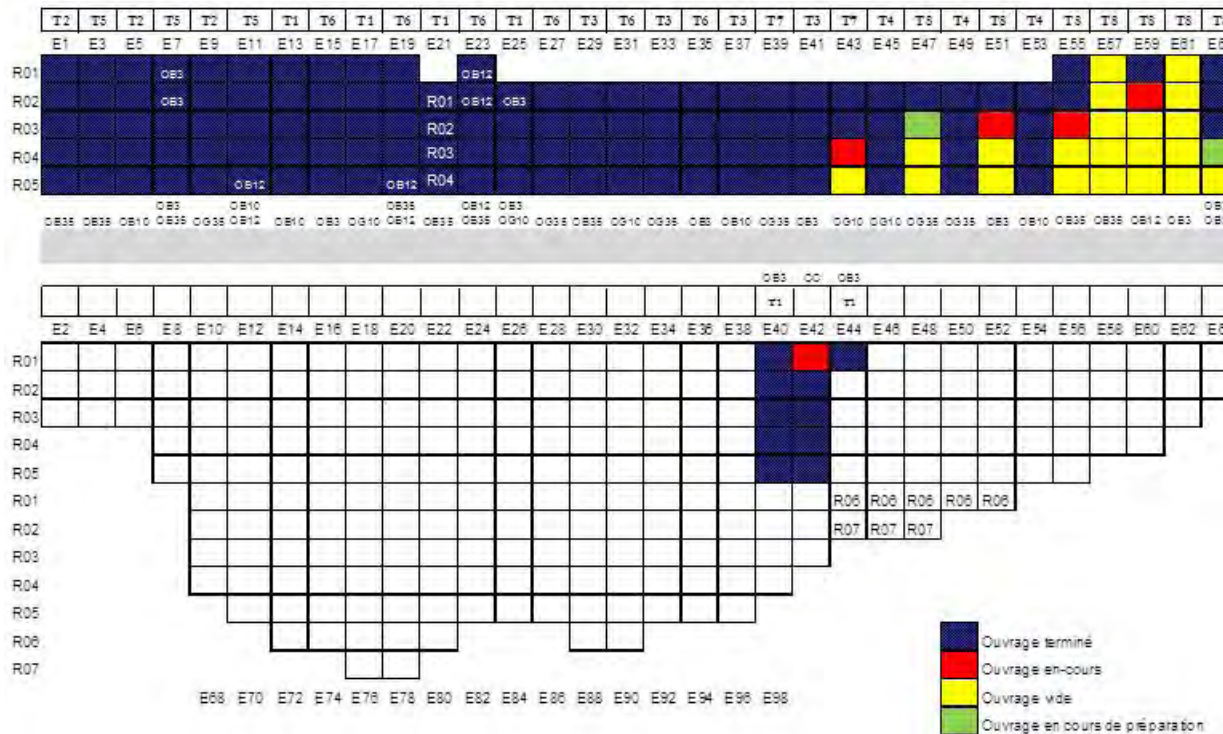 T2 T5 T2 T5 T2 T5 T1 T6 T1 T6 T1 T6 T1 T6 T3 T6 T3 T6 T3 T* T3 T* T4 T8 T4 T8 T4 T8 T8 T8 T8
E1 E3 E5 E7 E9 E11 E13 E15 E17 E19 E21 E23 E25 E27 E29 E31 E33 E35 E37 E39 E41 E43 E45 E47 E49 E51 E53 E55 E57 E59 E61
R01 OB3 OB12
R02 OB3 R01 OB12 OB3
R03 R02
R04 R03
R05 OB12 OB12 R04
OB3 OB10 OB35 OB12 OB3
OB35 OB35 OB10 OB35 OG35 OB12 OB10 OB3 OG10 OB12 OB35 OB35 OG10 OG35 OB35 OG10 OG35 OB3 OB10 OG35 OB3 OG10 OG10 OG35 OG35 OB3 OB10 OB35 OB35 OB12 OB3
OB3 OC OB3
T1 T1
E2 E4 E6 E8 E10 E12 E14 E16 E18 E20 E22 E24 E26 E28 E30 E32 E34 E36 E38 E40 E42 E44 E46 E48 E50 E52 E54 E56 E58 E60 E62
R01
R02
R03
R04
R05
R01 R06 R06 R06 R06 R06
R02 R07 R07 R07
R03
R04
R05
R06
R07
E68 E70 E72 E76 E78 E80 E82 E84 E86 E88 E90 E92 E94 E96 E98
Ouvrage terminé
Ouvrage en-cours
Ouvrage vide
Ouvrage en cours de préparation